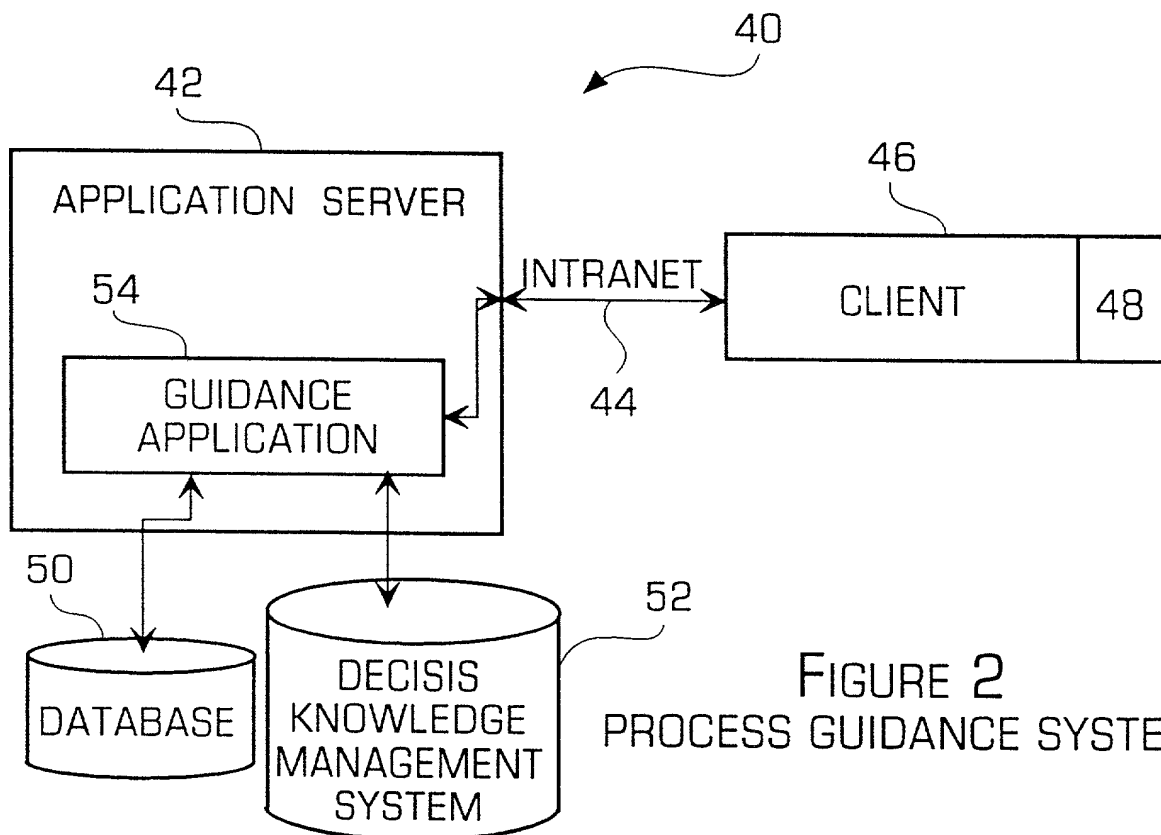 40
42
46
APPLICATION SERVER
INTRANET
CLIENT
48
54
44
GUIDANCE
APPLICATION
50
52
DATABASE
DECISIS
KNOWLEDGE
MANAGEMENT
SYSTEM
FIGURE 2
PROCESS GUIDANCE SYSTE